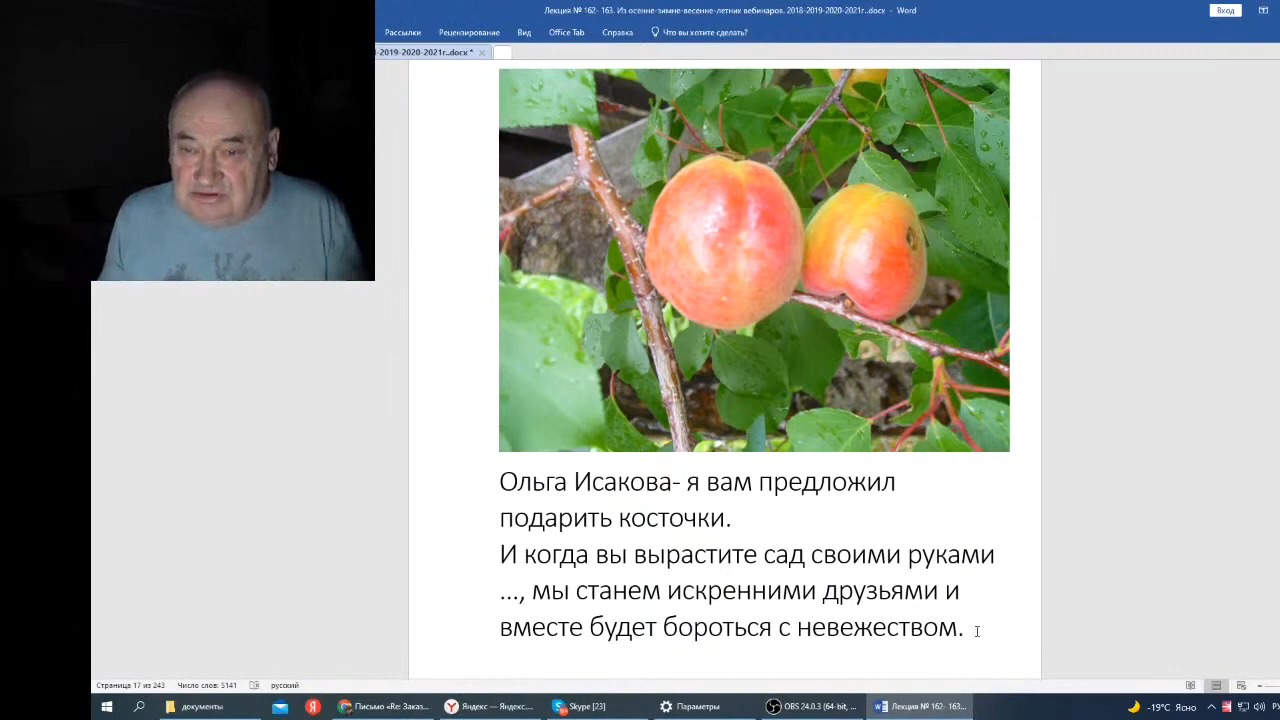 Лекция № 162- 163. Из осенне-зимне-весенне-летних вебинаров. 2018-2019-2020-2021г..docx - Word
Вход
Рассылки Рецензирование Вид Office Tab Справка Что вы хотите сделать?
-2019-2020-2021г..docx *
Ольга Исакова- я вам предложил
подарить косточки.
И когда вы вырастите сад своими руками
..., мы станем искренними друзьями и
вместе будет бороться с невежеством.
Страница 17 из 243 Число слов: 5141 русский
документы Письмо «Re: Заказ... Яндекс — Яндекс.... Skype [23] Параметры OBS 24.0.3 (64-bit, ... Лекция № 162- 163... -19°C Ясно